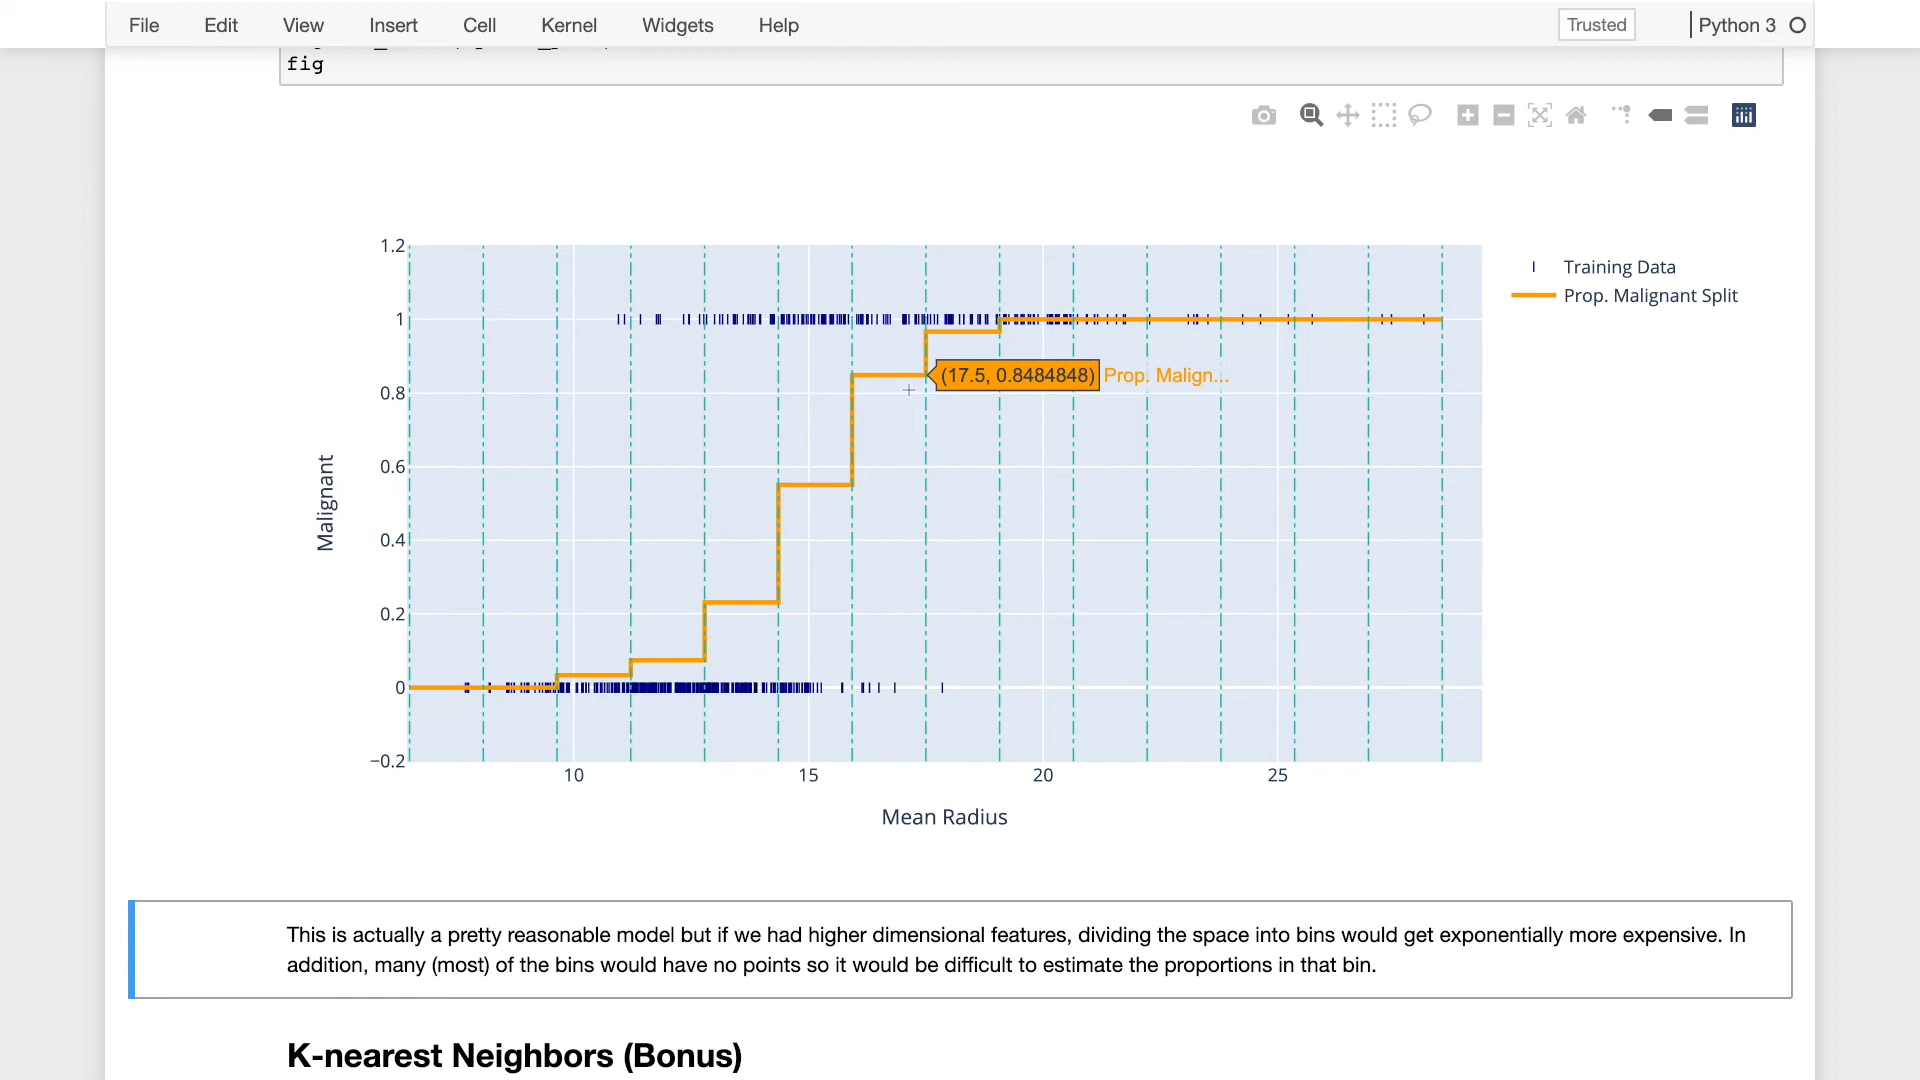 File Edit View Insert Cell Kernel Widgets Help Trusted Python 3
fig
1.2
1
0.8
0.6
0.4
0.2
0
−0.2
Malignant
10 15 20 25
Mean Radius
Training Data
Prop. Malignant Split
(17.5, 0.8484848) Prop. Malign...
This is actually a pretty reasonable model but if we had higher dimensional features, dividing the space into bins would get exponentially more expensive. In
addition, many (most) of the bins would have no points so it would be difficult to estimate the proportions in that bin.
K-nearest Neighbors (Bonus)